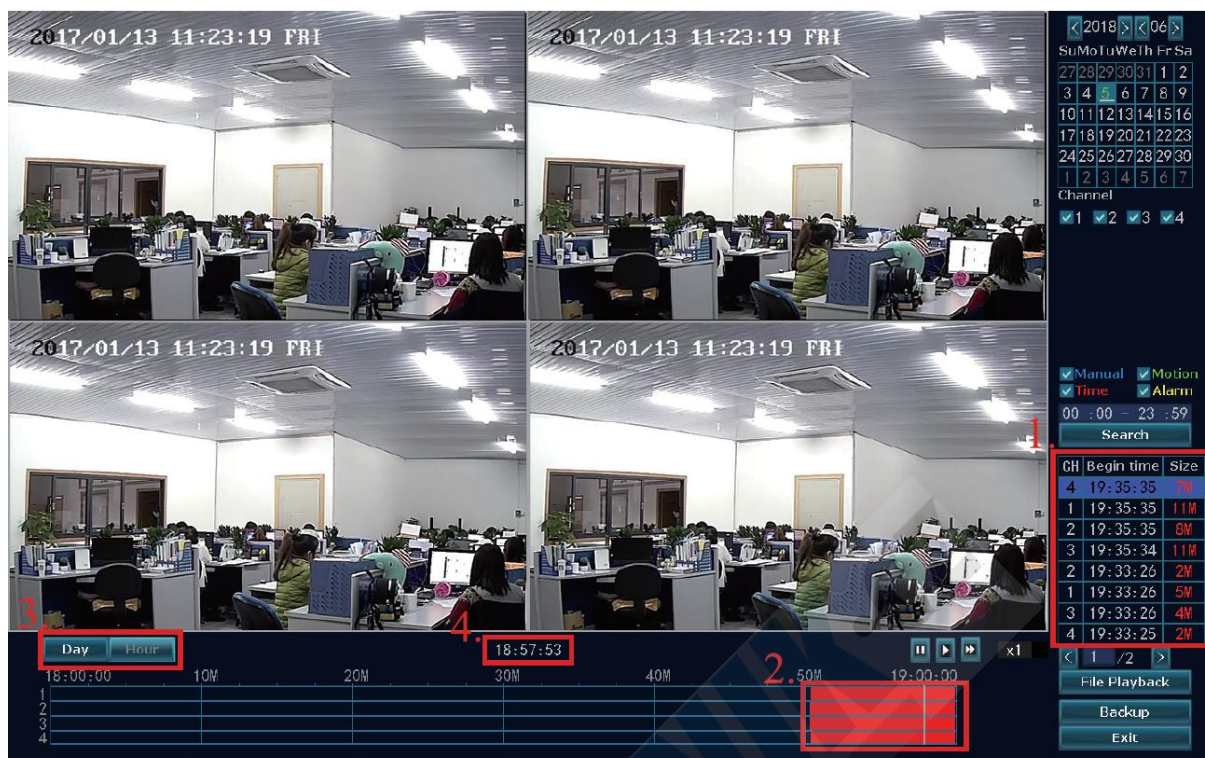 2017/01/13 11:23:19 FRI
2017/01/13 11:23:19 FRI
2017/01/13 11:23:19 FRI
2017/01/13 11:23:19 FRI
< 2018 > < 06 >
Su Mo Tu We Th Fr Sa
27 28 29 30 31 1 2
3 4 5 6 7 8 9
10 11 12 13 14 15 16
17 18 19 20 21 22 23
24 25 26 27 28 29 30
1 2 3 4 5 6 7
Channel
1 2 3 4
Manual Motion
Time Alarm
00 :00 - 23 :59
Search
1.
CH Begin time Size
4 19:35:35 7M
1 19:35:35 11M
2 19:35:35 8M
3 19:35:34 11M
2 19:33:26 2M
1 19:33:26 5M
3 19:33:26 4M
4 19:33:25 2M
< 1 /2 >
File Playback
Backup
Exit
3.
Day Hour
4.
18:57:53
x1
2.
18:00:00 10M 20M 30M 40M 50M 19:00:00
1
2
3
4